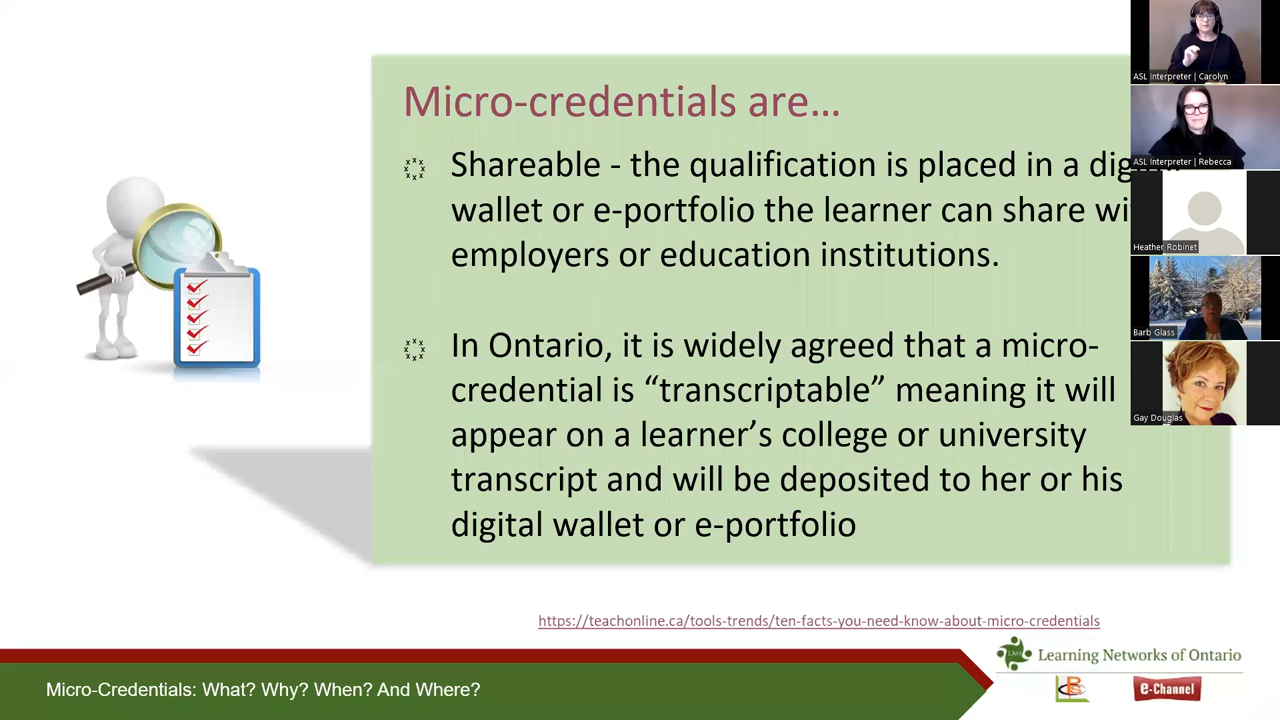 Micro-credentials are…
Shareable - the qualification is placed in a
wallet or e-portfolio the learner can share
employers or education institutions.
In Ontario, it is widely agreed that a micro-
credential is “transcriptable” meaning it will
appear on a learner’s college or university
transcript and will be deposited to her or his
digital wallet or e-portfolio
https://teachonline.ca/tools-trends/ten-facts-you-need-know-about-micro-credentials
Micro-Credentials: What? Why? When? And Where?
Learning Networks of Ontario
e-Channel
ASL Interpreter | Carolyn
ASL Interpreter | Rebecca
Heather Robinet
Barb Glass
Gay Douglas